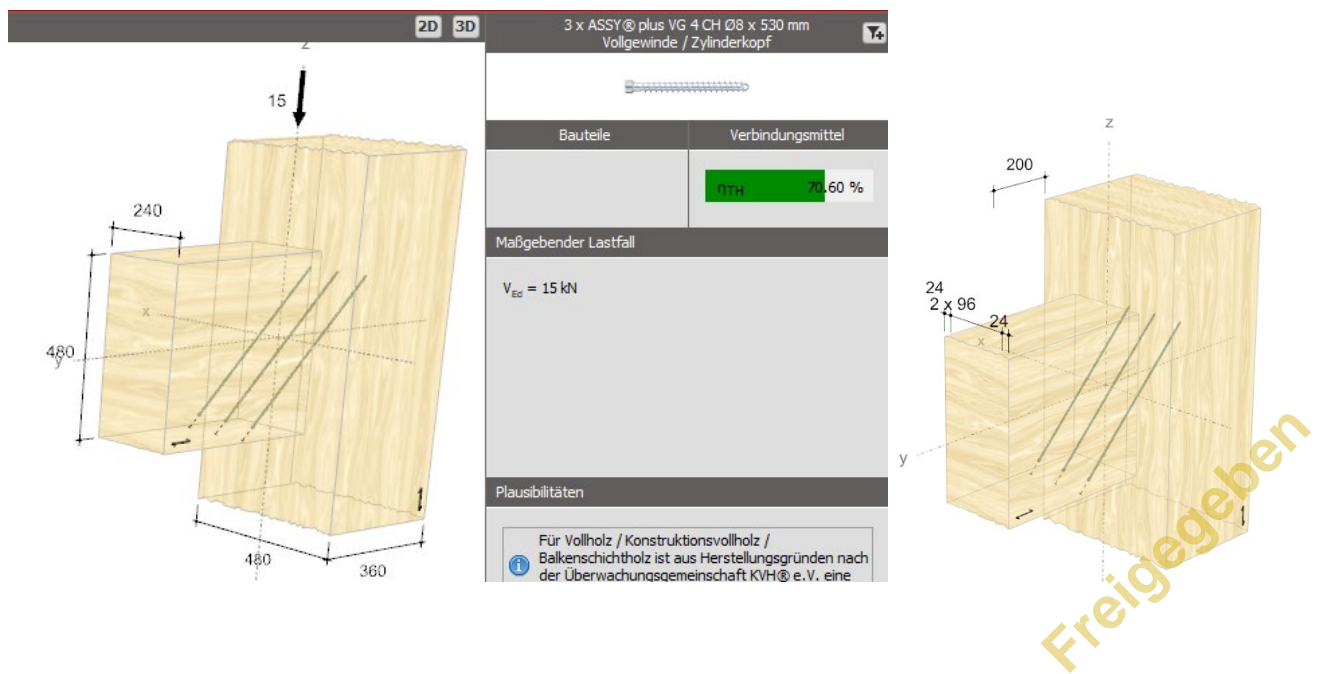 2D 3D
z
15
240
x
480
y
480
360
3 x ASSY® plus VG 4 CH Ø8 x 530 mm
Vollgewinde / Zylinderkopf
Bauteile Verbindungsmittel
ηTH 70.60 %
Maßgebender Lastfall
VEd = 15 kN
Plausibilitäten
Für Vollholz / Konstruktionsvollholz /
Balkenschichtholz ist aus Herstellungsgründen nach
der Überwachungsgemeinschaft KVH® e.V. eine
z
200
24
2 x 96
24
x
y
Freigegeben